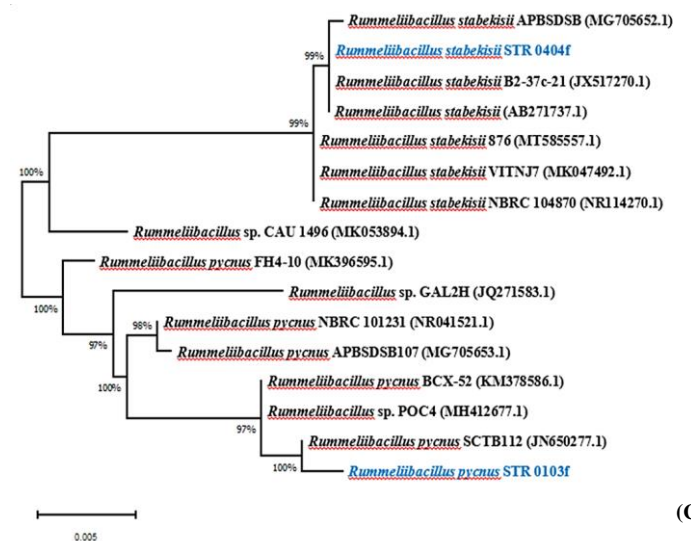 Rummeliibacillus stabekisii APBSDSB (MG705652.1)
99%
Rummeliibacillus stabekisii STR 0404f
Rummeliibacillus stabekisii B2-37c-21 (JX517270.1)
Rummeliibacillus stabekisii (AB271737.1)
99%
Rummeliibacillus stabekisii 876 (MT585557.1)
Rummeliibacillus stabekisii VITNJ7 (MK047492.1)
100%
Rummeliibacillus stabekisii NBRC 104870 (NR114270.1)
Rummeliibacillus sp. CAU 1496 (MK053894.1)
Rummeliibacillus pycnus FH4-10 (MK396595.1)
100%
Rummeliibacillus sp. GAL2H (JQ271583.1)
98%
Rummeliibacillus pycnus NBRC 101231 (NR041521.1)
97%
Rummeliibacillus pycnus APBSDSB107 (MG705653.1)
100%
Rummeliibacillus pycnus BCX-52 (KM378586.1)
Rummeliibacillus sp. POC4 (MH412677.1)
97%
Rummeliibacillus pycnus SCTB112 (JN650277.1)
100%
Rummeliibacillus pycnus STR 0103f
0.005